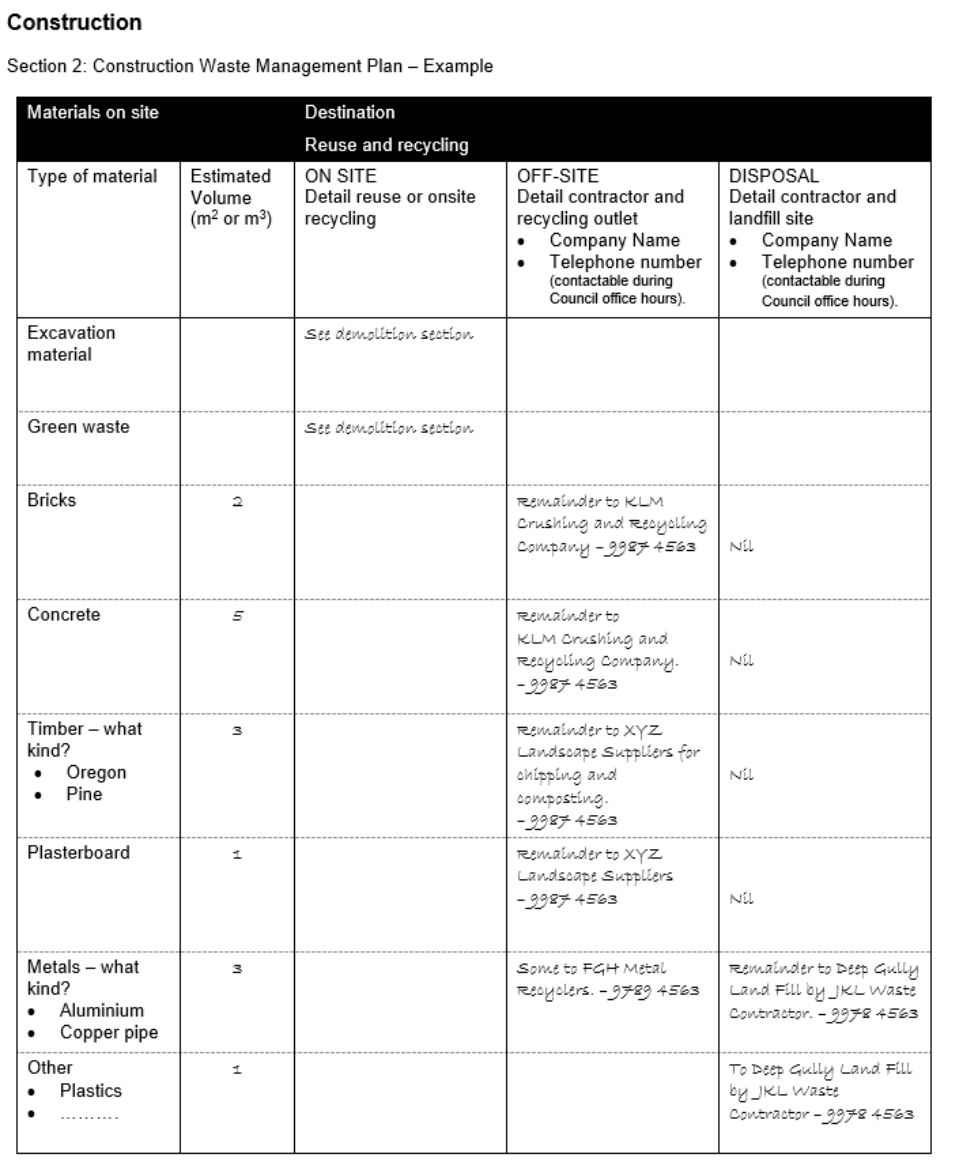 Construction
Section 2: Construction Waste Management Plan – Example
Materials on site
Destination
Reuse and recycling
Type of material
Estimated
Volume
(m² or m³)
ON SITE
Detail reuse or onsite
recycling
OFF-SITE
Detail contractor and
recycling outlet
• Company Name
• Telephone number
(contactable during
Council office hours).
DISPOSAL
Detail contractor and
landfill site
• Company Name
• Telephone number
(contactable during
Council office hours).
Excavation
material
See demolition section
Green waste
See demolition section
Bricks
2
Remainder to KLM
Crushing and Recycling
Company – 9987 4563
Nil
Concrete
5
Remainder to
KLM Crushing and
Recycling Company.
– 9987 4563
Nil
Timber – what
kind?
• Oregon
• Pine
3
Remainder to XYZ
Landscape Suppliers for
chipping and
composting.
– 9987 4563
Nil
Plasterboard
1
Remainder to XYZ
Landscape Suppliers
– 9987 4563
Nil
Metals – what
kind?
• Aluminium
• Copper pipe
3
Some to FGH Metal
Recyclers. – 9789 4563
Remainder to Deep Gully
Land Fill by JKL Waste
Contractor. – 9978 4563
Other
• Plastics
• ……….
1
To Deep Gully Land Fill
by JKL Waste
Contractor – 9978 4563